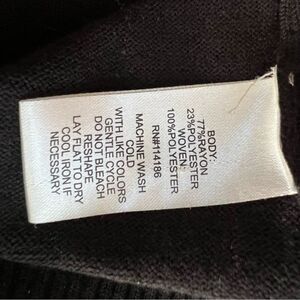 BODY:
77%RAYON
23%POLYESTER
WOVEN:
100%POLYESTER
RN#114186
MACHINE WASH
COLD
WITH LIKE COLORS
GENTLE CYCLE
DO NOT BLEACH
RESHAPE
LAY FLAT TO DRY
COOL IRON IF
NECESSARY